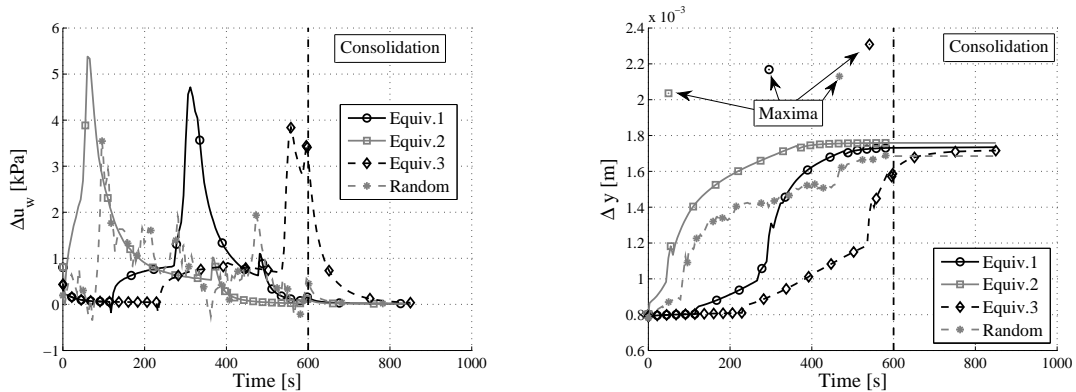 6
5
4
3
2
1
0
−1
Δu_w [kPa]
0
200
400
600
800
1000
Time [s]
Consolidation
Equiv.1
Equiv.2
Equiv.3
Random
x 10⁻³
2.4
2.2
2
1.8
1.6
1.4
1.2
1
0.8
0.6
Δ y [m]
0
200
400
600
800
1000
Time [s]
Consolidation
Maxima
Equiv.1
Equiv.2
Equiv.3
Random